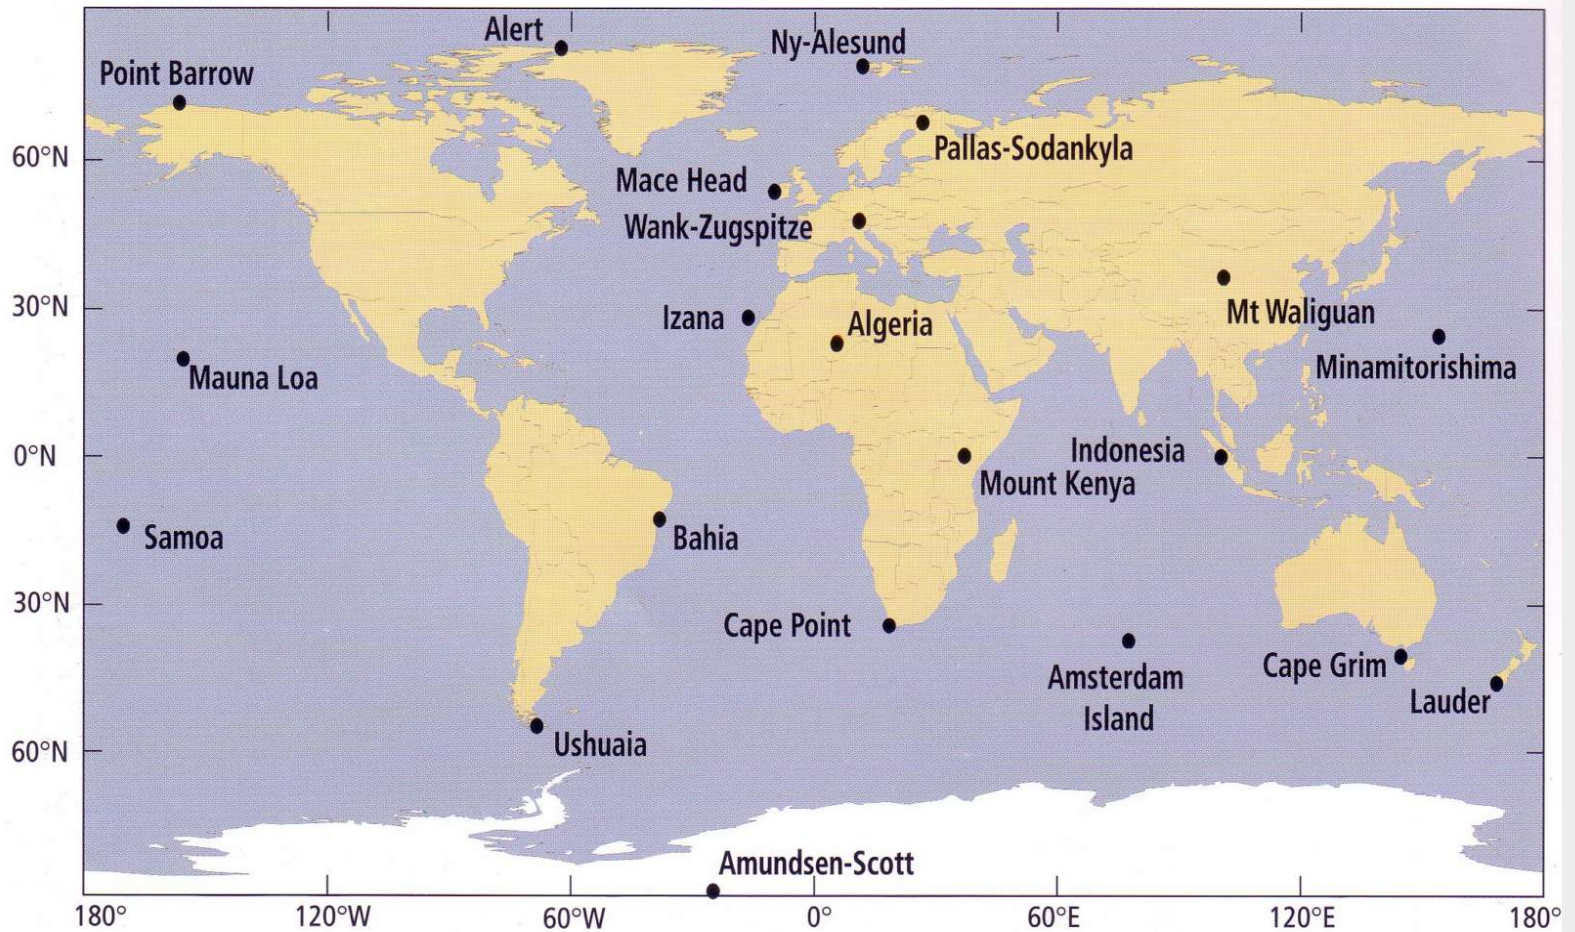 Alert
Ny-Alesund
Point Barrow
Pallas-Sodankyla
60°N
Mace Head
Wank-Zugspitze
30°N
Izana
Algeria
Mt Waliguan
Mauna Loa
Minamitorishima
0°N
Indonesia
Mount Kenya
Samoa
Bahia
30°N
Cape Point
Cape Grim
Amsterdam
Island
Lauder
60°N
Ushuaia
Amundsen-Scott
180°
120°W
60°W
0°
60°E
120°E
180°